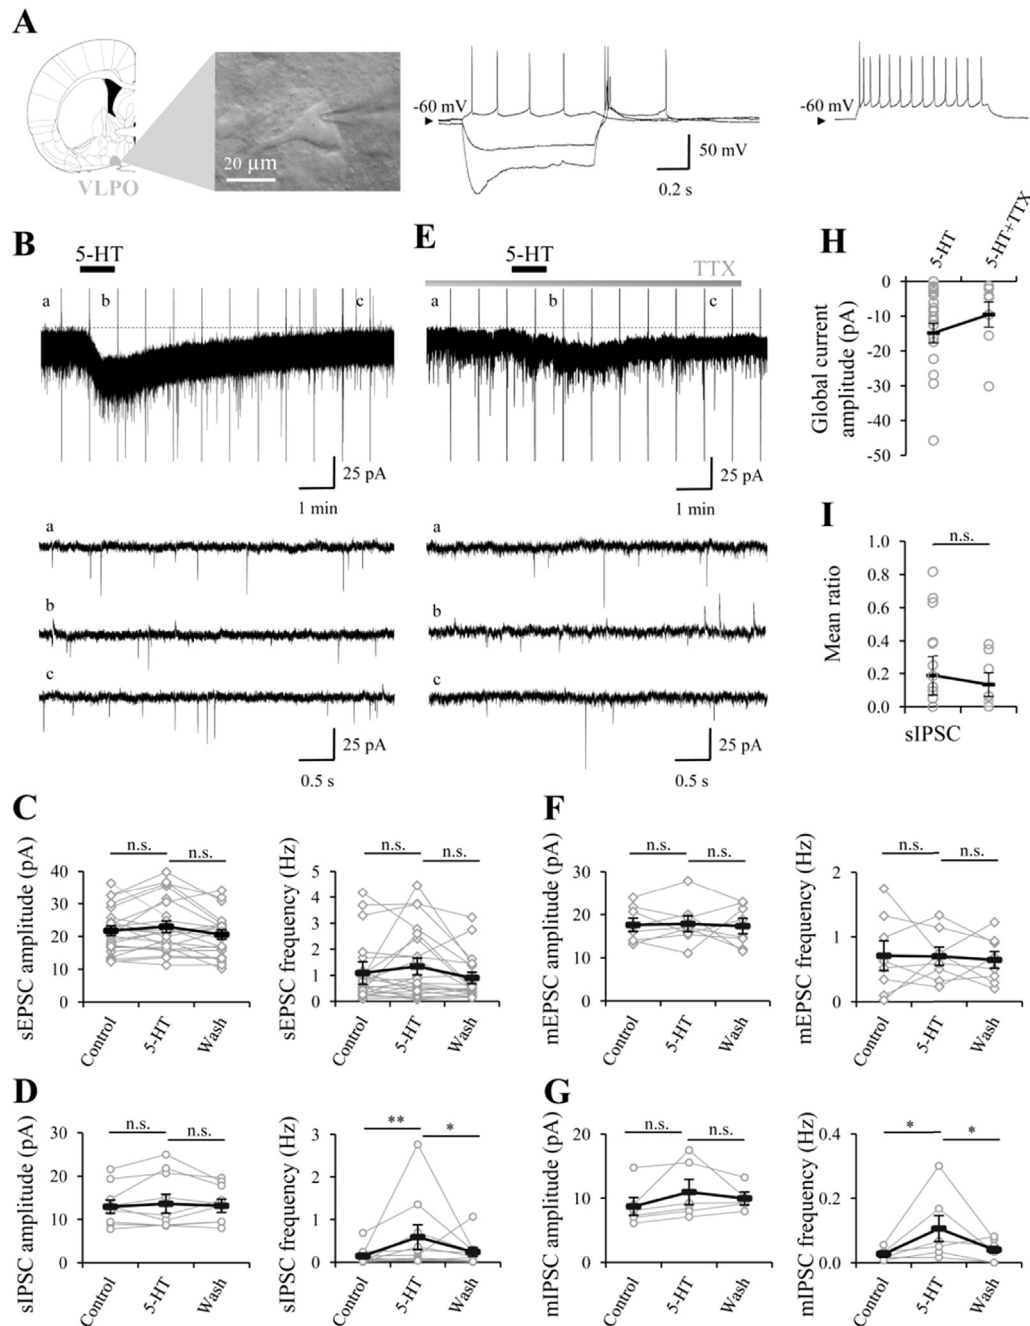 A
-60 mV
-60 mV
20 µm
50 mV
0.2 s
VLPO
B
5-HT
a
b
c
25 pA
1 min
a
b
c
25 pA
0.5 s
E
5-HT
TTX
a
b
c
25 pA
1 min
a
b
c
25 pA
0.5 s
H
5-HT
5-HT+TTX
Global current
amplitude (pA)
0
-10
-20
-30
-40
-50
I
n.s.
Mean ratio
1.0
0.8
0.6
0.4
0.2
0.0
sIPSC
C
sEPSC amplitude (pA)
n.s.
n.s.
40
30
20
10
0
Control
5-HT
Wash
sEPSC frequency (Hz)
n.s.
n.s.
5
4
3
2
1
0
Control
5-HT
Wash
F
mEPSC amplitude (pA)
n.s.
n.s.
30
20
10
0
Control
5-HT
Wash
mEPSC frequency (Hz)
n.s.
n.s.
2
1
0
Control
5-HT
Wash
D
sIPSC amplitude (pA)
n.s.
n.s.
30
20
10
0
Control
5-HT
Wash
sIPSC frequency (Hz)
**
*
3
2
1
0
Control
5-HT
Wash
G
mIPSC amplitude (pA)
n.s.
n.s.
20
10
0
Control
5-HT
Wash
mIPSC frequency (Hz)
*
*
0.4
0.2
0.0
Control
5-HT
Wash